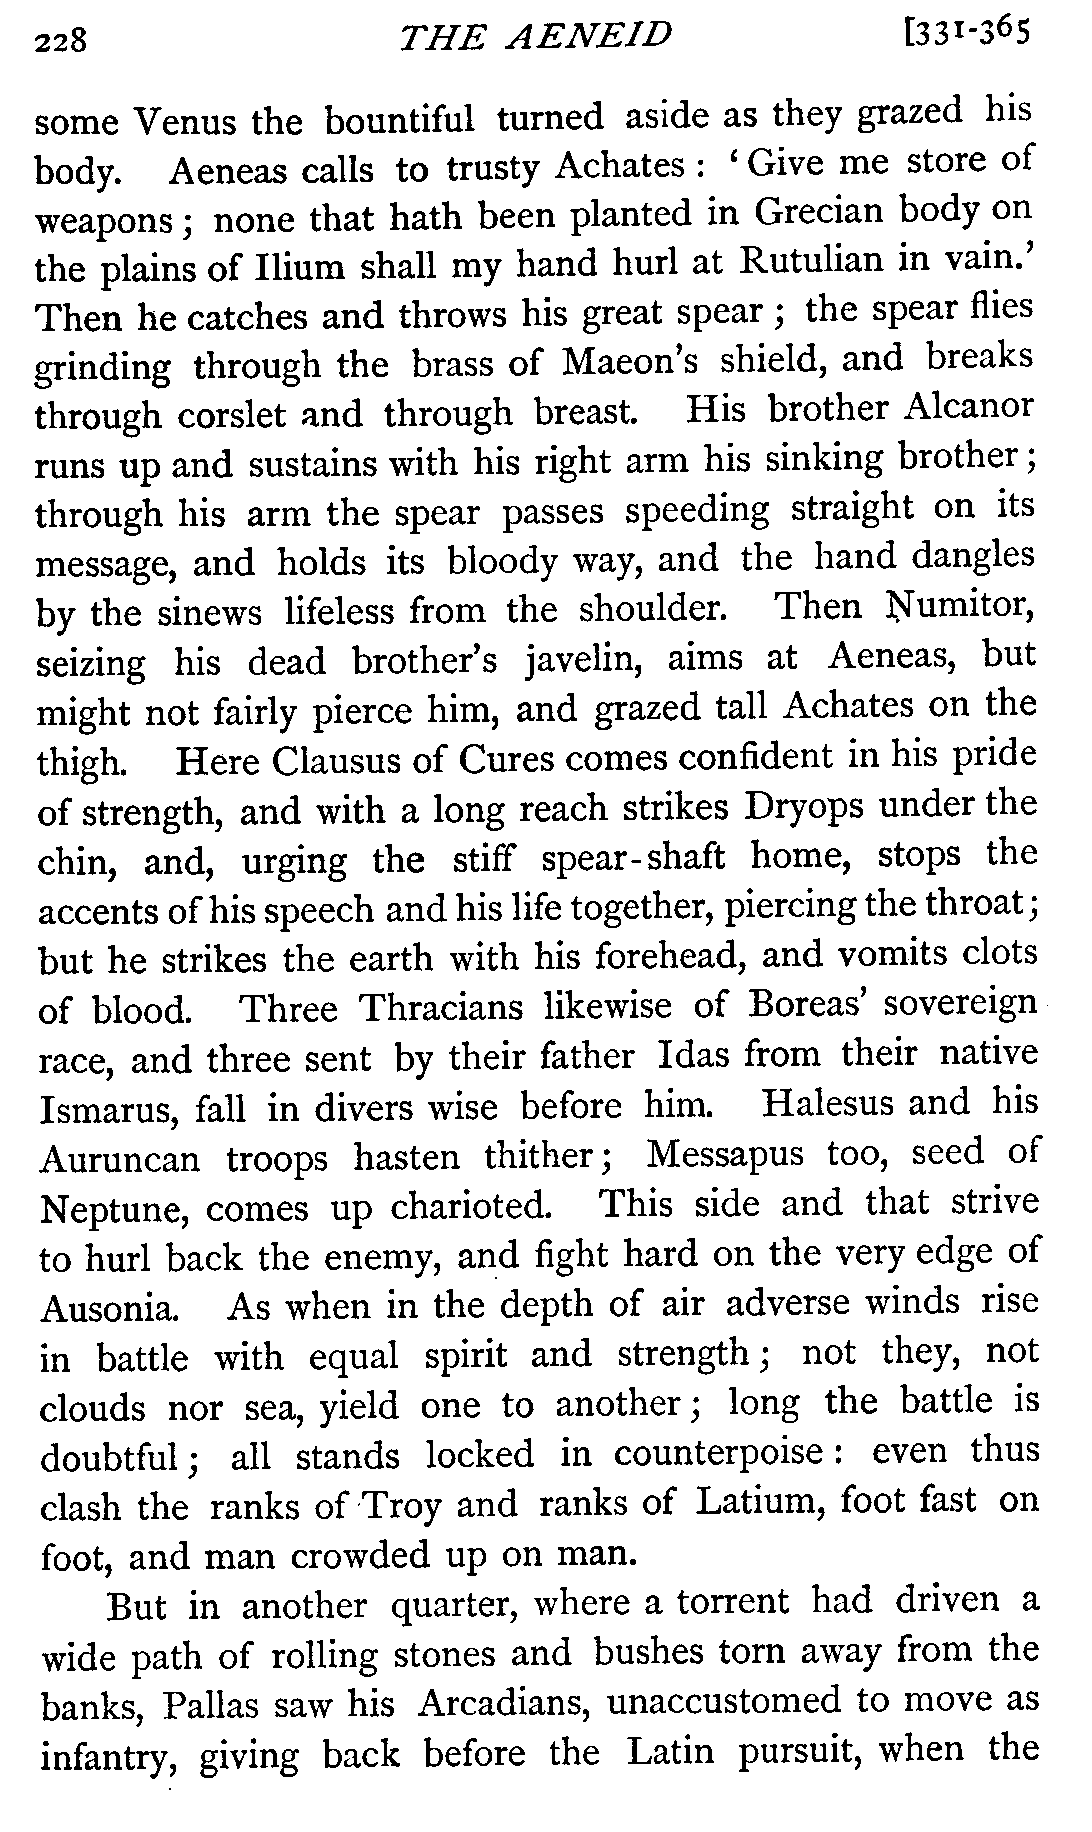 228 THE AENEID [331-365
some Venus the bountiful turned aside as they grazed his
body. Aeneas calls to trusty Achates : ‘Give me store of
weapons ; none that hath been planted in Grecian body on
the plains of Ilium shall my hand hurl at Rutulian in vain.’
Then he catches and throws his great spear ; the spear flies
grinding through the brass of Maeon’s shield, and breaks
through corslet and through breast. His brother Alcanor
runs up and sustains with his right arm his sinking brother ;
through his arm the spear passes speeding straight on its
message, and holds its bloody way, and the hand dangles
by the sinews lifeless from the shoulder. Then Numitor,
seizing his dead brother’s javelin, aims at Aeneas, but
might not fairly pierce him, and grazed tall Achates on the
thigh. Here Clausus of Cures comes confident in his pride
of strength, and with a long reach strikes Dryops under the
chin, and, urging the stiff spear-shaft home, stops the
accents of his speech and his life together, piercing the throat ;
but he strikes the earth with his forehead, and vomits clots
of blood. Three Thracians likewise of Boreas’ sovereign
race, and three sent by their father Idas from their native
Ismarus, fall in divers wise before him. Halesus and his
Auruncan troops hasten thither ; Messapus too, seed of
Neptune, comes up charioted. This side and that strive
to hurl back the enemy, and fight hard on the very edge of
Ausonia. As when in the depth of air adverse winds rise
in battle with equal spirit and strength ; not they, not
clouds nor sea, yield one to another ; long the battle is
doubtful ; all stands locked in counterpoise : even thus
clash the ranks of Troy and ranks of Latium, foot fast on
foot, and man crowded up on man.
But in another quarter, where a torrent had driven a
wide path of rolling stones and bushes torn away from the
banks, Pallas saw his Arcadians, unaccustomed to move as
infantry, giving back before the Latin pursuit, when the